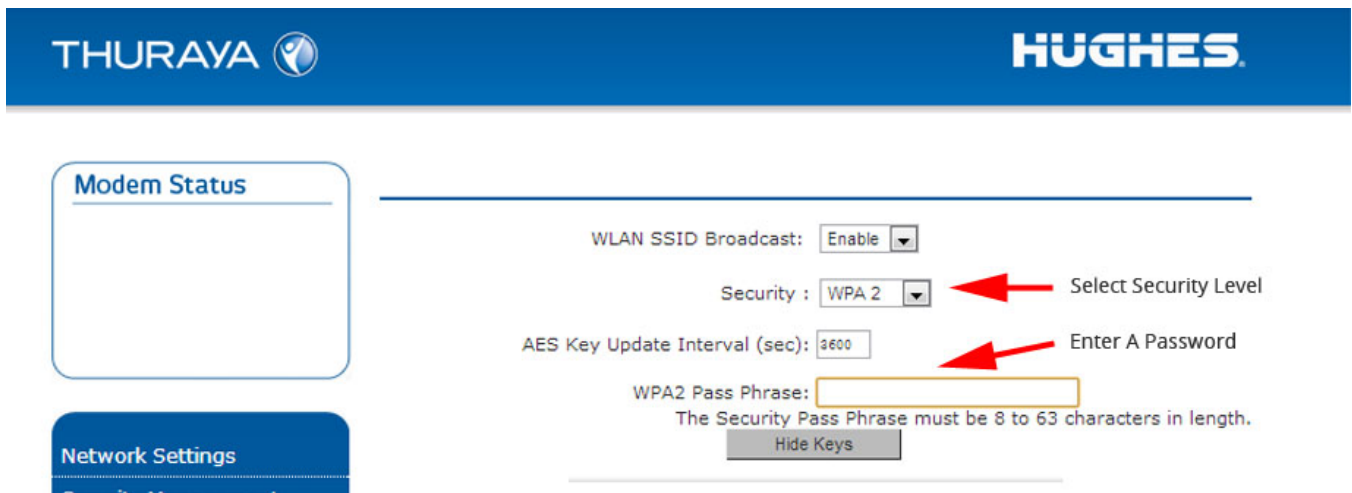 THURAYA
HUGHES
Modem Status
WLAN SSID Broadcast: Enable
Security : WPA 2
Select Security Level
AES Key Update Interval (sec): 3600
Enter A Password
WPA2 Pass Phrase:
The Security Pass Phrase must be 8 to 63 characters in length.
Hide Keys
Network Settings